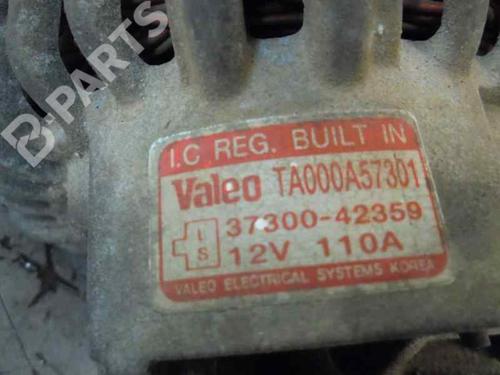 B-PARTS
I.C REG. BUILT IN
Valeo TA000A57301
37300-42359
L
S
12V 110A
VALEO ELECTRICAL SYSTEMS KOREA